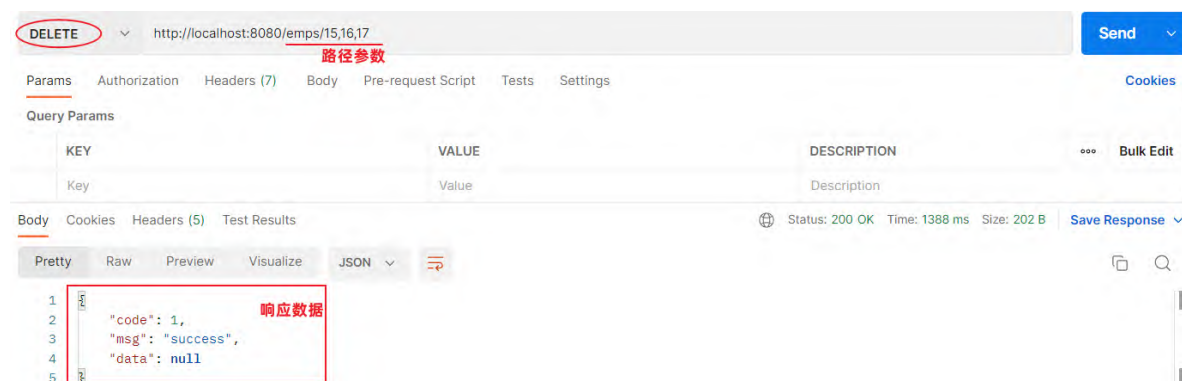 DELETE http://localhost:8080/emps/15,16,17 Send
路径参数
Params Authorization Headers (7) Body Pre-request Script Tests Settings Cookies
Query Params
KEY VALUE DESCRIPTION ooo Bulk Edit
Key Value Description
Body Cookies Headers (5) Test Results Status: 200 OK Time: 1388 ms Size: 202 B Save Response
Pretty Raw Preview Visualize JSON
1 {
响应数据
2 "code": 1,
3 "msg": "success",
4 "data": null
5 }